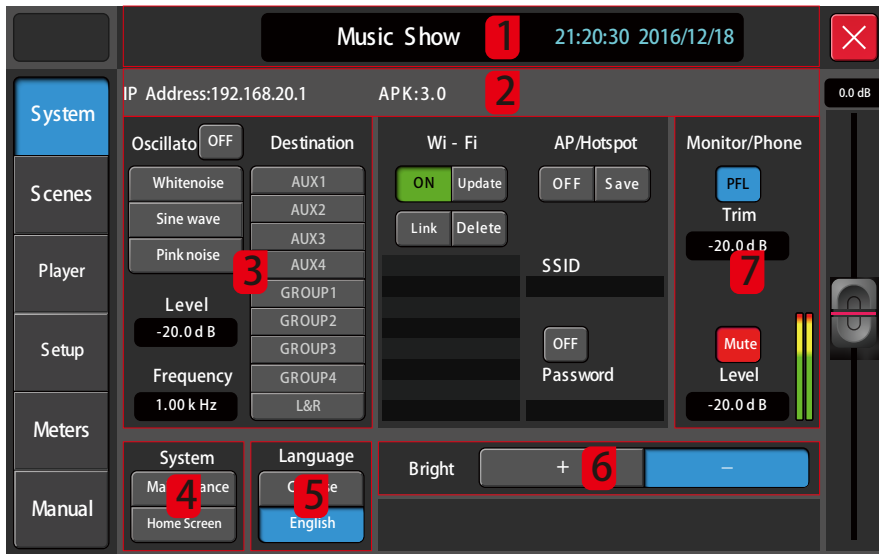 Music Show 1 21:20:30 2016/12/18
IP Address:192.168.20.1 APK:3.0 2
0.0 dB
System
Scenes
Player
Setup
Meters
Manual
Oscillato OFF Destination
Whitenoise
Sine wave
Pink noise
3
Level
-20.0 dB
Frequency
1.00 kHz
AUX1
AUX2
AUX3
AUX4
GROUP1
GROUP2
GROUP3
GROUP4
L&R
Wi - Fi
ON Update
Link Delete
AP/Hotspot
OFF Save
SSID
OFF
Password
Monitor/Phone
PFL
Trim
-20.0 dB
7
Mute
Level
-20.0 dB
System
4
Home Screen
Language
5
English
Bright + 6 –